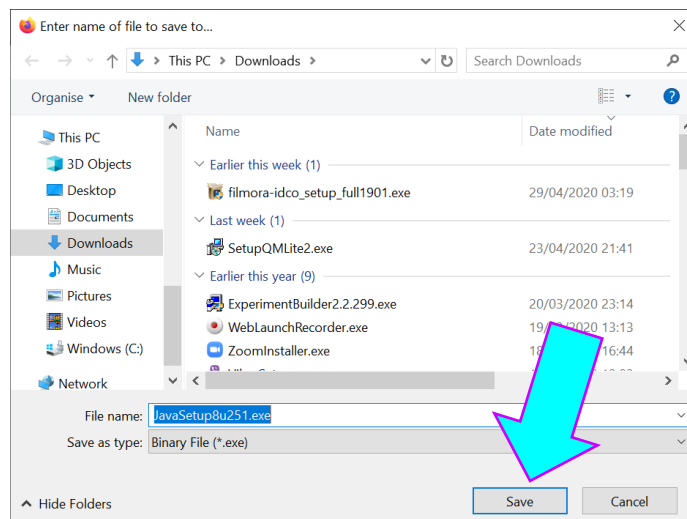 Enter name of file to save to...
This PC > Downloads >
Search Downloads
Organise
New folder
This PC
3D Objects
Desktop
Documents
Downloads
Music
Pictures
Videos
Windows (C:)
Network
Name
Date modified
Earlier this week (1)
filmora-idco_setup_full1901.exe 29/04/2020 03:19
Last week (1)
SetupQMLite2.exe 23/04/2020 21:41
Earlier this year (9)
ExperimentBuilder2.2.299.exe 20/03/2020 23:14
WebLaunchRecorder.exe 13:13
ZoomInstaller.exe 16:44
File name: JavaSetup8u251.exe
Save as type: Binary File (*.exe)
Hide Folders
Save
Cancel